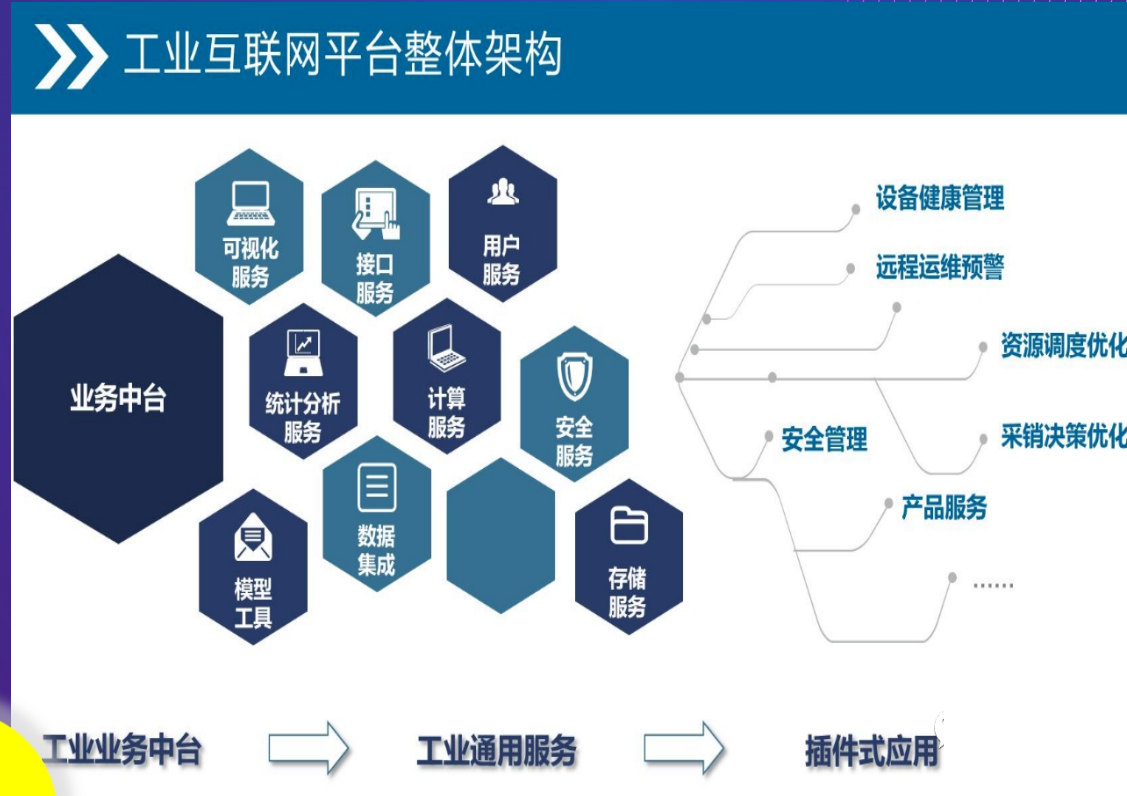 工业互联网平台整体架构
可视化
服务
接口
服务
用户
服务
业务中台
统计分析
服务
计算
服务
安全
服务
模型
工具
数据
集成
存储
服务
设备健康管理
远程运维预警
资源调度优化
安全管理
采销决策优化
产品服务
……
工业业务中台
工业通用服务
插件式应用